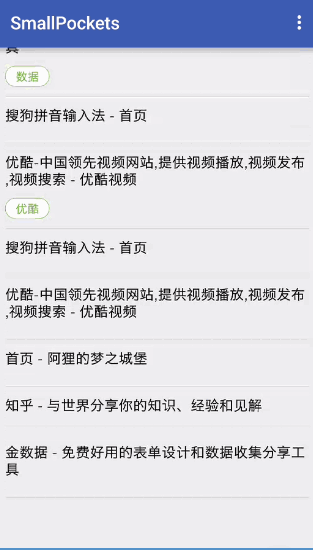 SmallPockets
具
数据
搜狗拼音输入法 - 首页
优酷-中国领先视频网站,提供视频播放,视频发布
,视频搜索 - 优酷视频
优酷
搜狗拼音输入法 - 首页
优酷-中国领先视频网站,提供视频播放,视频发布
,视频搜索 - 优酷视频
首页 - 阿狸的梦之城堡
知乎 - 与世界分享你的知识、经验和见解
金数据 - 免费好用的表单设计和数据收集分享工
具